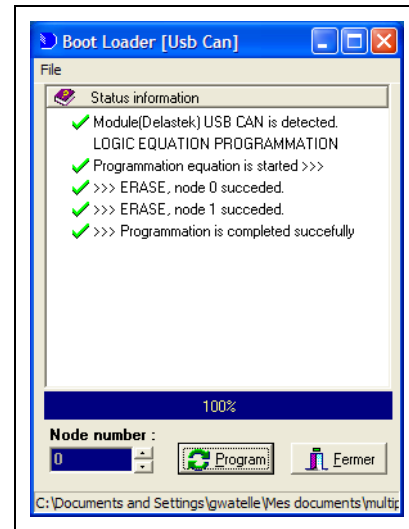 Boot Loader [Usb Can]
File
Status information
Module(Delastek) USB CAN is detected.
LOGIC EQUATION PROGRAMMATION
Programmation equation is started >>>
>>> ERASE, node 0 succeded.
>>> ERASE, node 1 succeded.
>>> Programmation is completed succefully
100%
Node number :
0
Program
Fermer
C:\Documents and Settings\gwatelle\Mes documents\multip